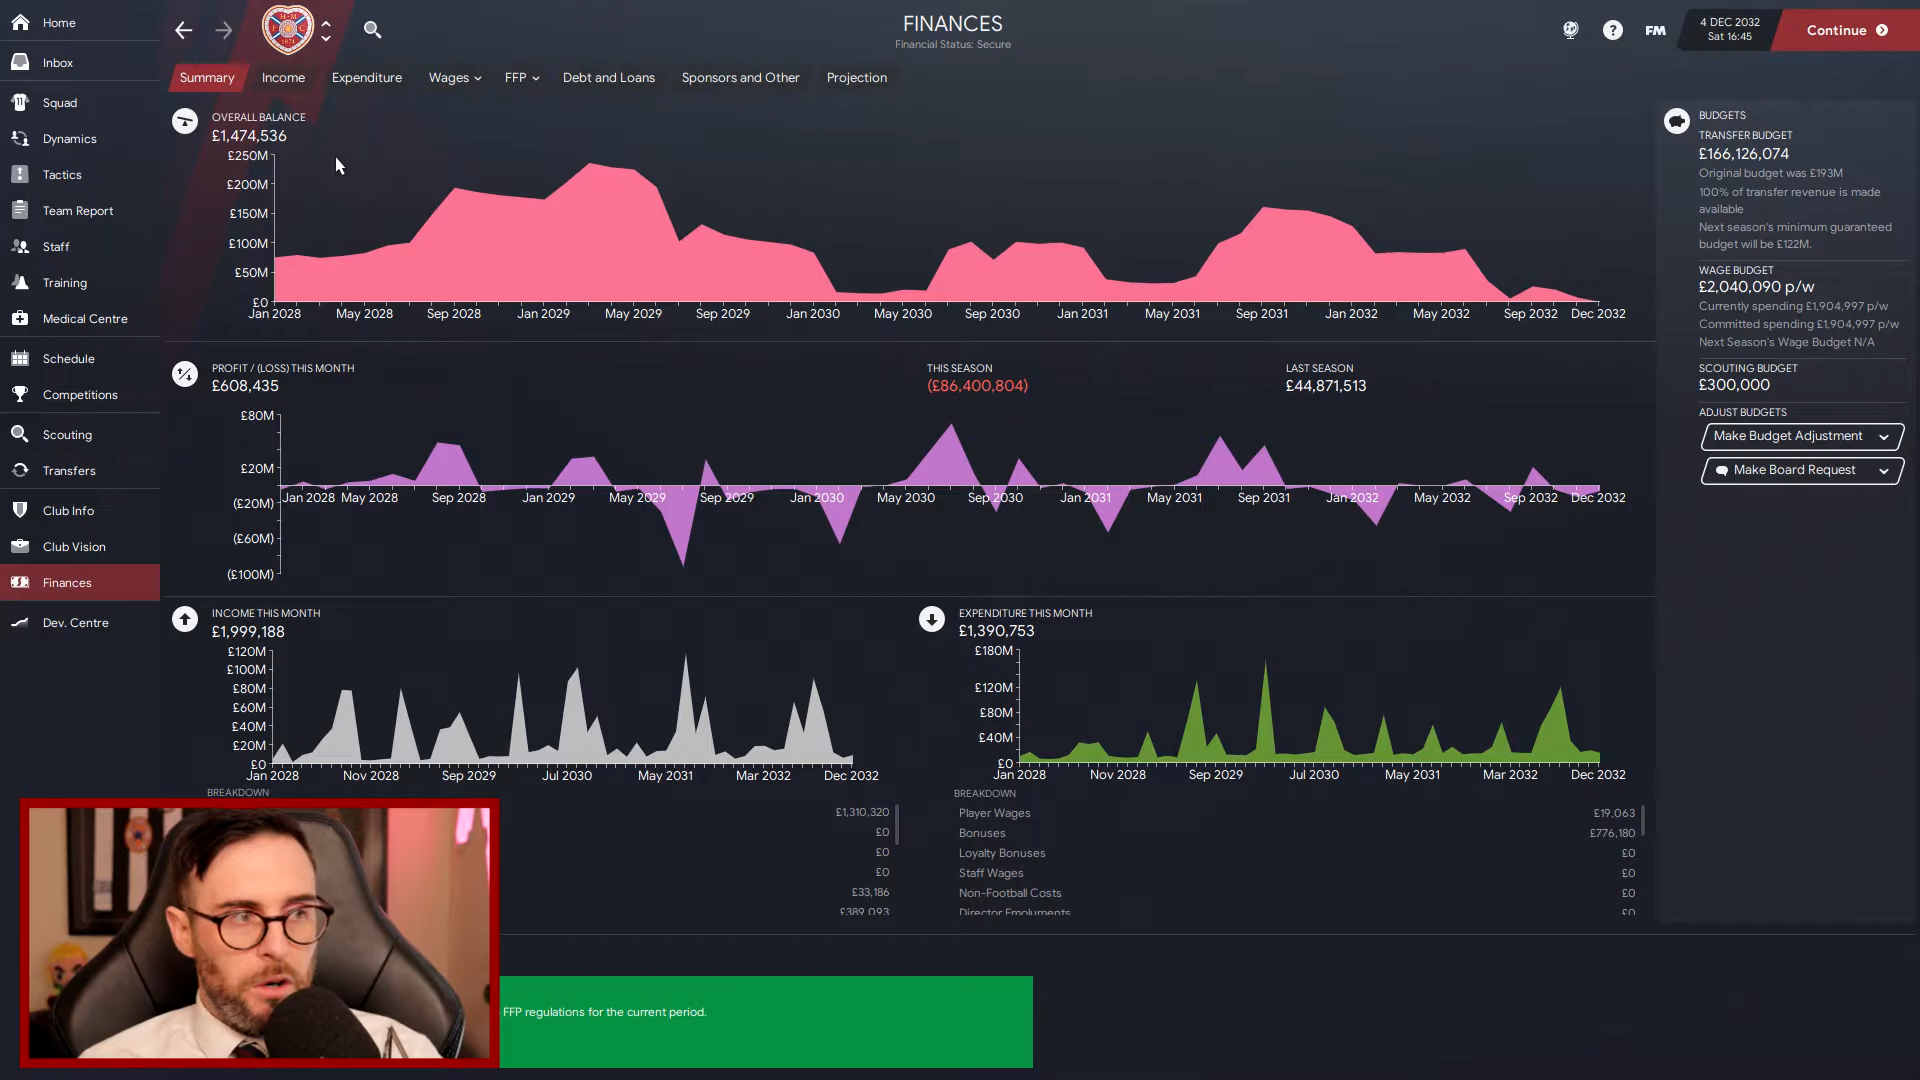 Home
Inbox
Squad
Dynamics
Tactics
Team Report
Staff
Training
Medical Centre
Schedule
Competitions
Scouting
Transfers
Club Info
Club Vision
Finances
Dev. Centre
FINANCES
Financial Status: Secure
FM
4 DEC 2032
Sat 16:45
Continue
Summary Income Expenditure Wages FFP Debt and Loans Sponsors and Other Projection
OVERALL BALANCE
£1,474,536
£250M
£200M
£150M
£100M
£50M
£0
Jan 2028 May 2028 Sep 2028 Jan 2029 May 2029 Sep 2029 Jan 2030 May 2030 Sep 2030 Jan 2031 May 2031 Sep 2031 Jan 2032 May 2032 Sep 2032 Dec 2032
PROFIT / (LOSS) THIS MONTH
£608,435
THIS SEASON
(£86,400,804)
LAST SEASON
£44,871,513
£80M
£20M
(£20M)
(£60M)
(£100M)
Jan 2028 May 2028 Sep 2028 Jan 2029 May 2029 Sep 2029 Jan 2030 May 2030 Sep 2030 Jan 2031 May 2031 Sep 2031 Jan 2032 May 2032 Sep 2032 Dec 2032
INCOME THIS MONTH
£1,999,188
£120M
£100M
£80M
£60M
£40M
£20M
£0
Jan 2028 Nov 2028 Sep 2029 Jul 2030 May 2031 Mar 2032 Dec 2032
BREAKDOWN
£1,310,320
£0
£0
£0
£33,186
£389,093
EXPENDITURE THIS MONTH
£1,390,753
£180M
£120M
£80M
£40M
£0
Jan 2028 Nov 2028 Sep 2029 Jul 2030 May 2031 Mar 2032 Dec 2032
BREAKDOWN
Player Wages £19,063
Bonuses £776,180
Loyalty Bonuses £0
Staff Wages £0
Non-Football Costs £0
Director Emoluments £0
FFP regulations for the current period.
BUDGETS
TRANSFER BUDGET
£166,126,074
Original budget was £193M
100% of transfer revenue is made
available
Next season's minimum guaranteed
budget will be £122M.
WAGE BUDGET
£2,040,090 p/w
Currently spending £1,904,997 p/w
Committed spending £1,904,997 p/w
Next Season's Wage Budget N/A
SCOUTING BUDGET
£300,000
ADJUST BUDGETS
Make Budget Adjustment
Make Board Request